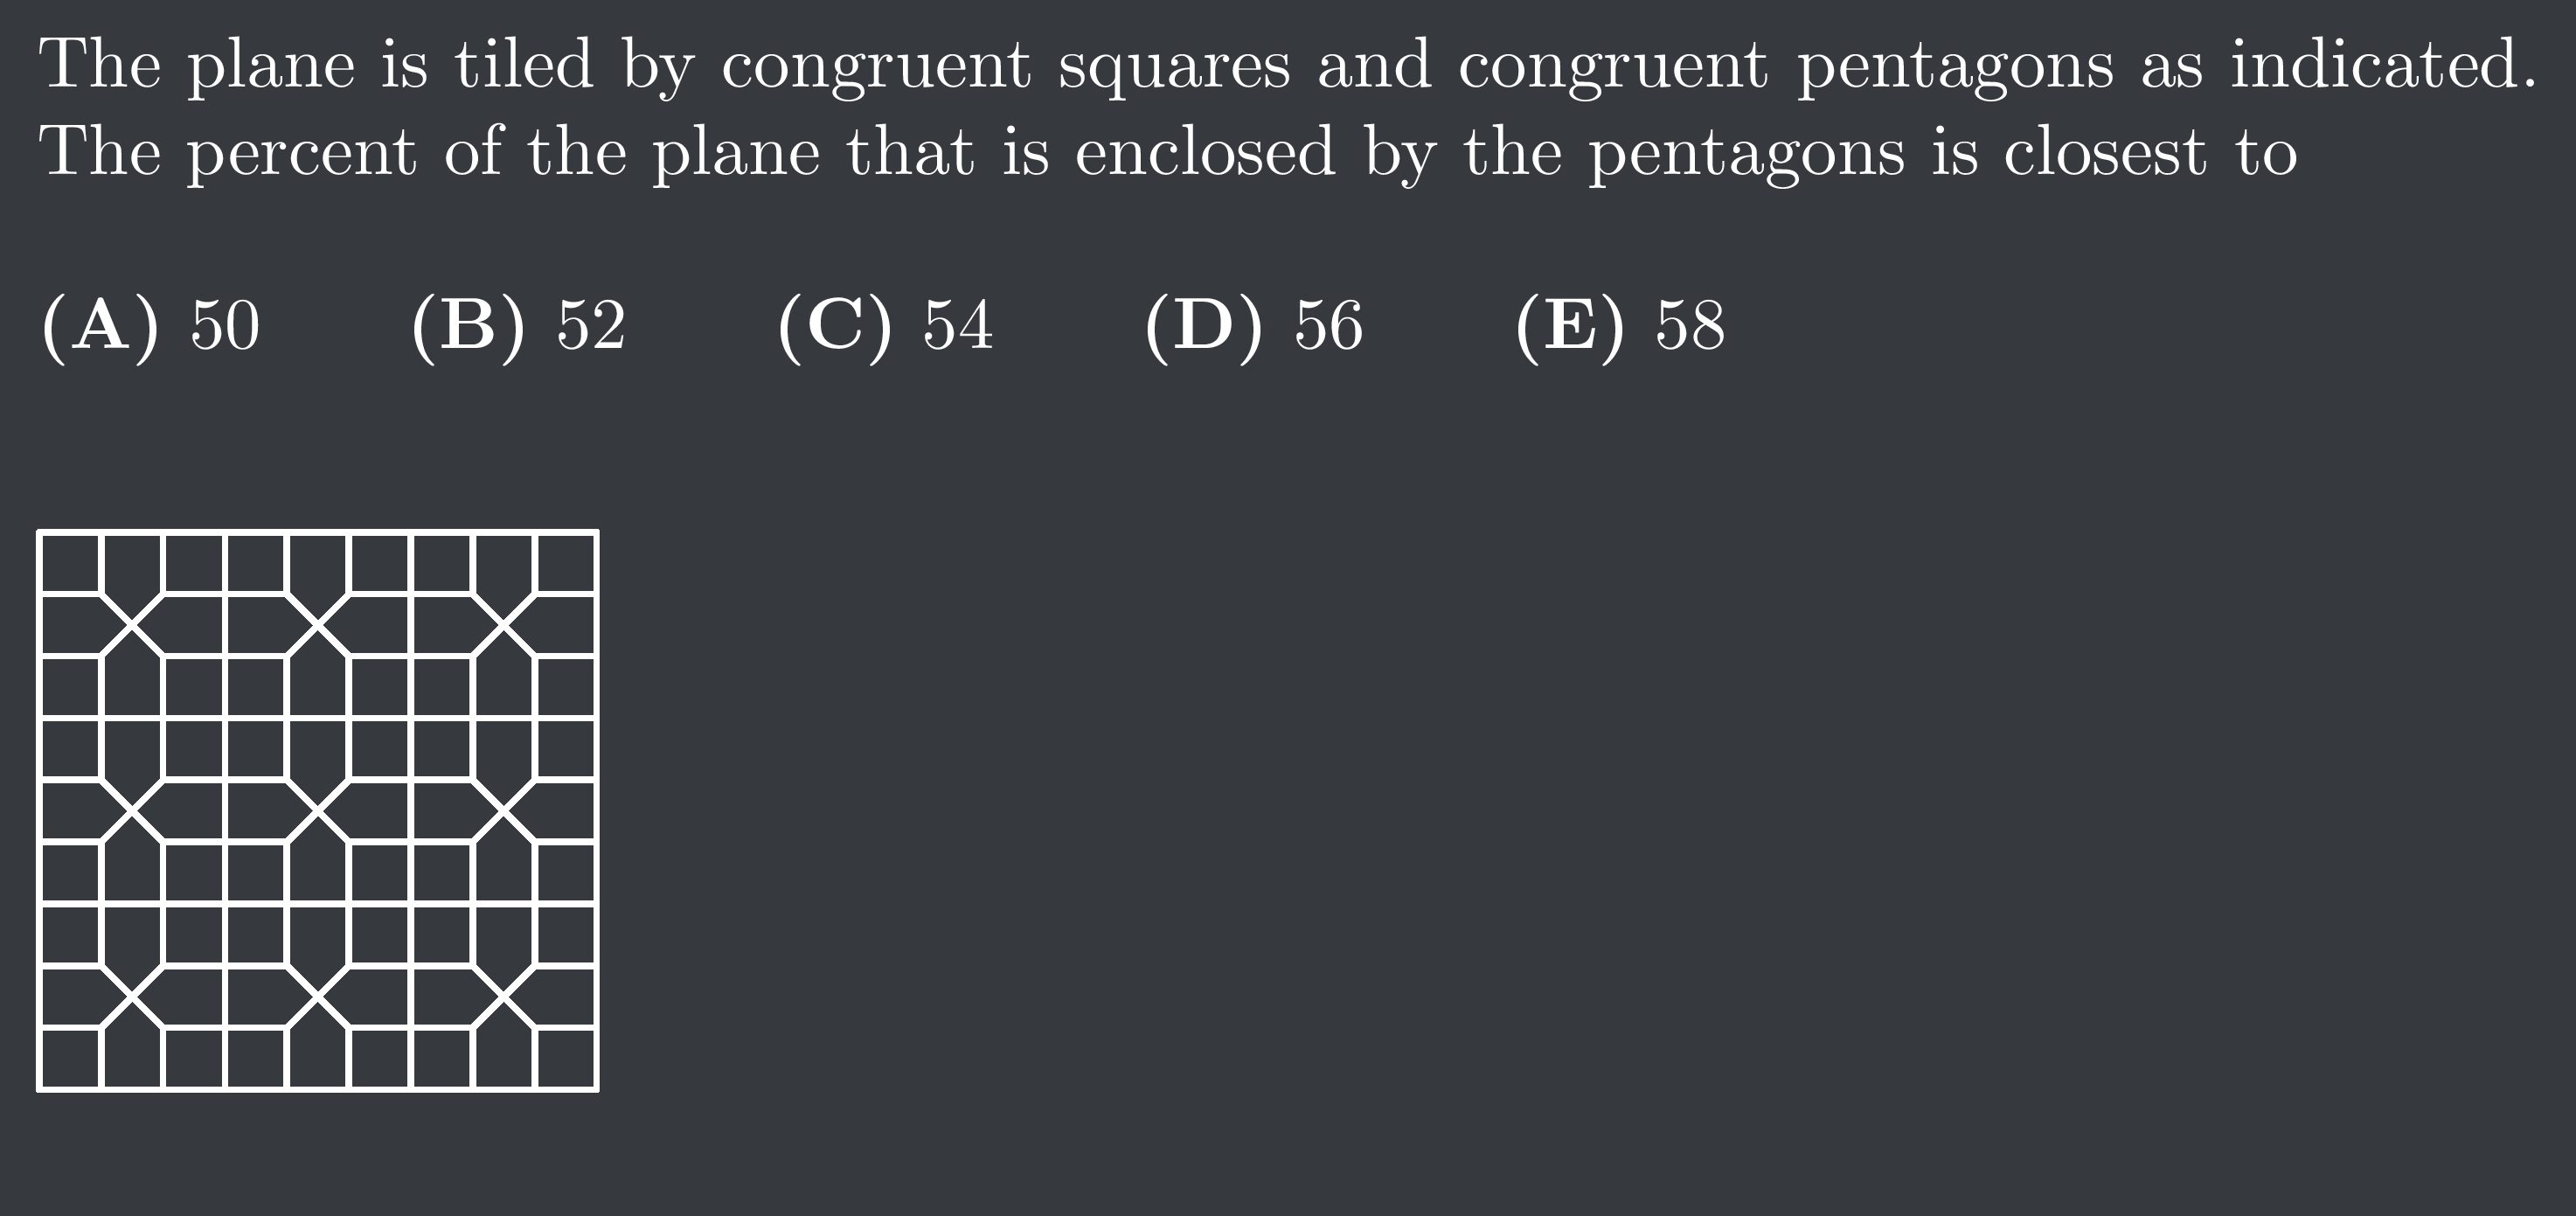 The plane is tiled by congruent squares and congruent pentagons as indicated.
The percent of the plane that is enclosed by the pentagons is closest to
(A) 50 (B) 52 (C) 54 (D) 56 (E) 58